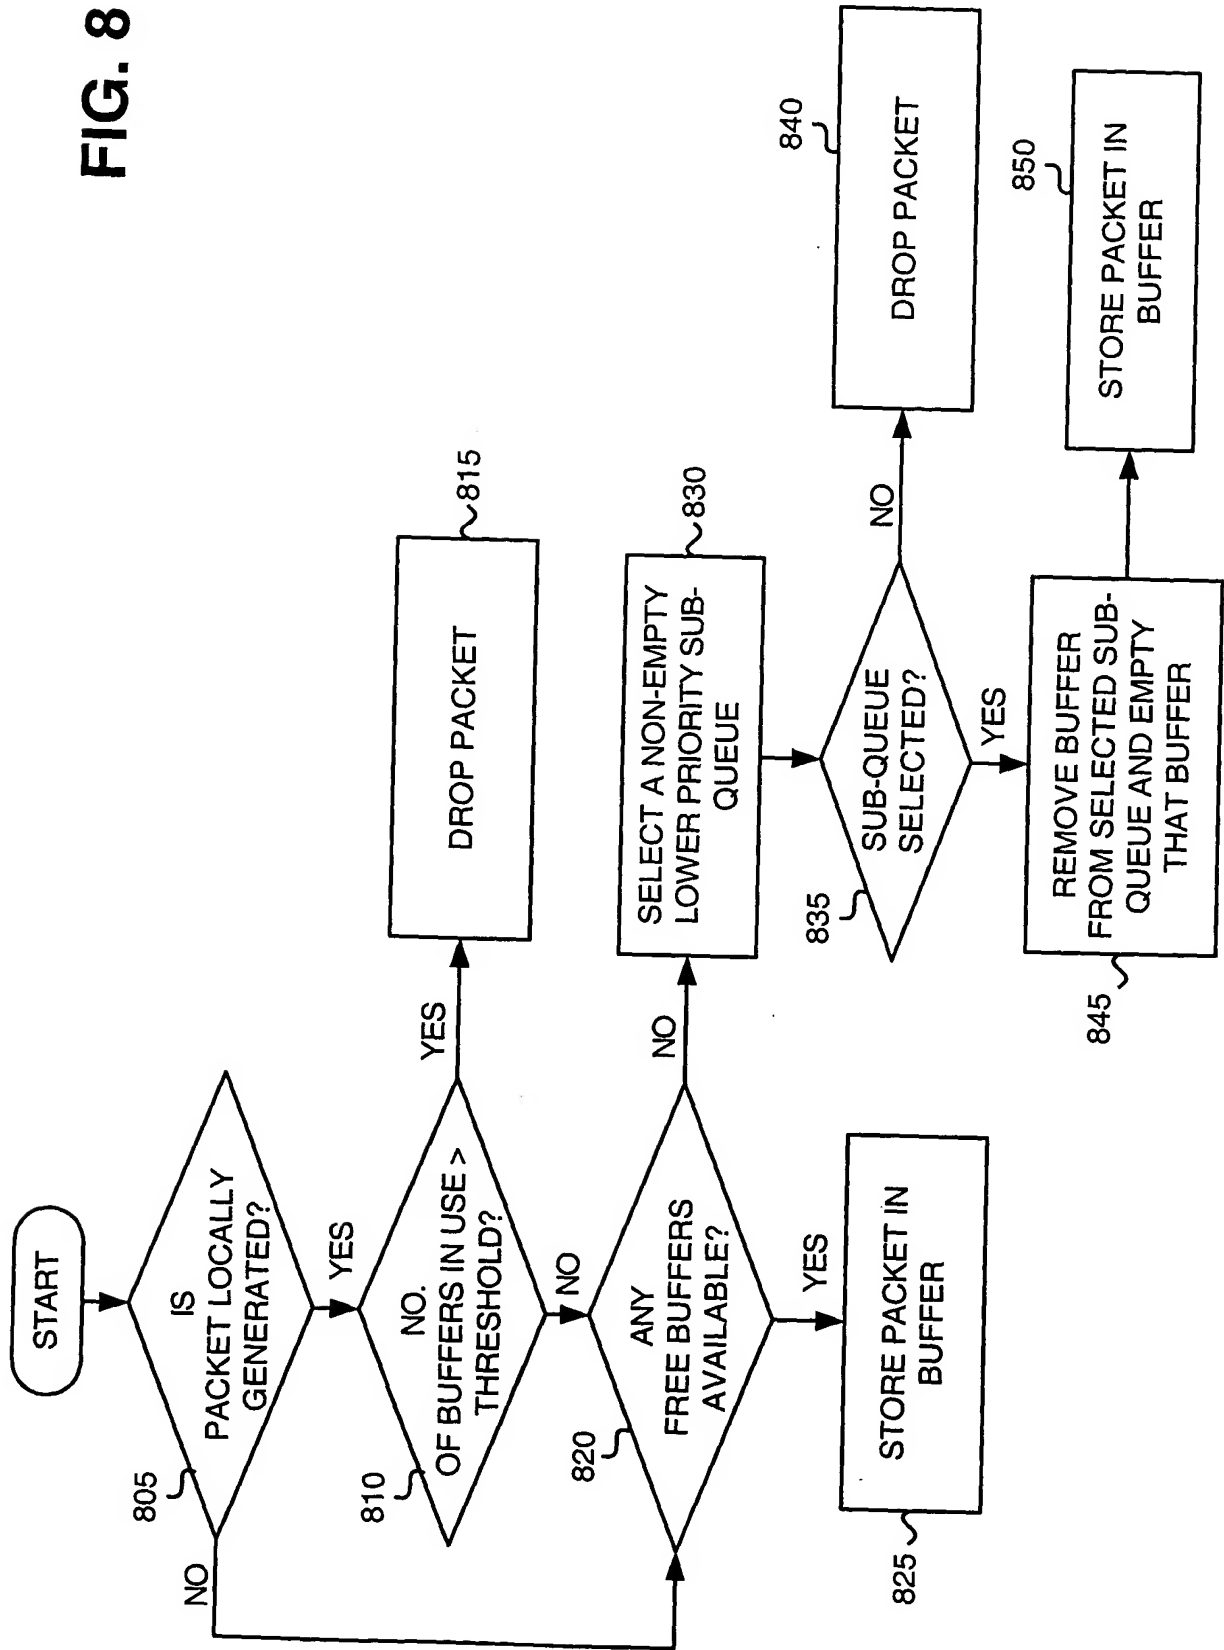 FIG. 8
START
805
IS
PACKET LOCALLY
GENERATED?
NO
YES
810
NO.
OF BUFFERS IN USE >
THRESHOLD?
YES
815
DROP PACKET
NO
820
ANY
FREE BUFFERS
AVAILABLE?
NO
830
SELECT A NON-EMPTY
LOWER PRIORITY SUB-
QUEUE
YES
825
STORE PACKET IN
BUFFER
835
SUB-QUEUE
SELECTED?
NO
840
DROP PACKET
YES
845
REMOVE BUFFER
FROM SELECTED SUB-
QUEUE AND EMPTY
THAT BUFFER
850
STORE PACKET IN
BUFFER